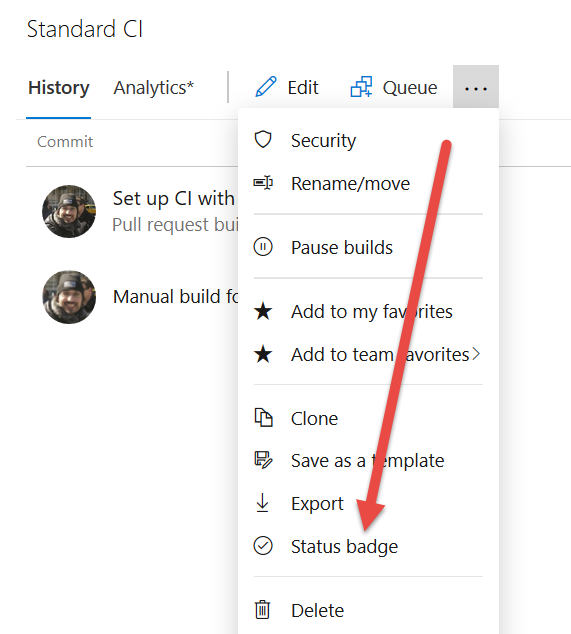 Standard CI
History Analytics* Edit Queue ...
Commit
Security
Set up CI with
Rename/move
Pull request bui
Pause builds
Manual build fo
Add to my favorites
Add to team favorites
Clone
Save as a template
Export
Status badge
Delete